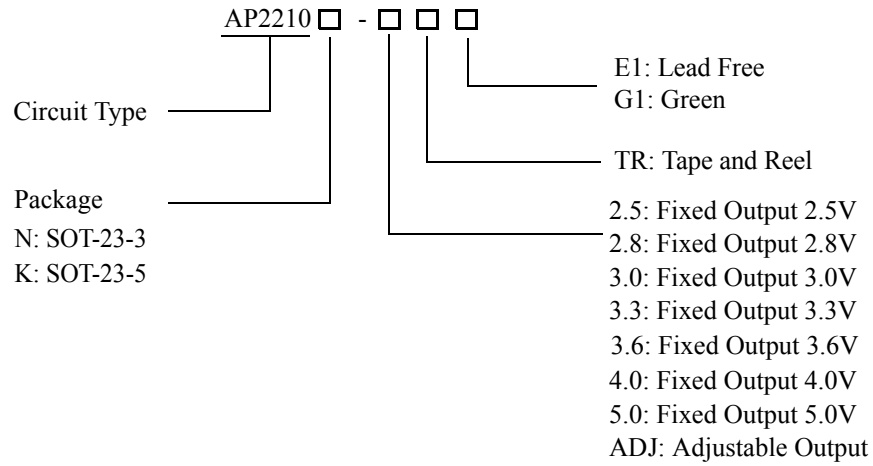 AP2210 -
Circuit Type
Package
N: SOT-23-3
K: SOT-23-5
E1: Lead Free
G1: Green
TR: Tape and Reel
2.5: Fixed Output 2.5V
2.8: Fixed Output 2.8V
3.0: Fixed Output 3.0V
3.3: Fixed Output 3.3V
3.6: Fixed Output 3.6V
4.0: Fixed Output 4.0V
5.0: Fixed Output 5.0V
ADJ: Adjustable Output